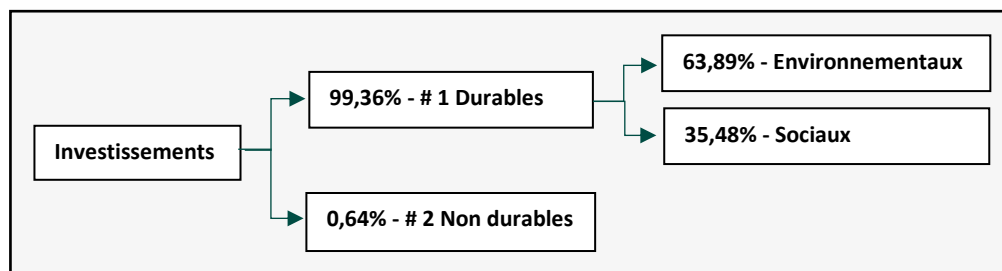 63,89% - Environnementaux
99,36% - # 1 Durables
35,48% - Sociaux
Investissements
0,64% - # 2 Non durables